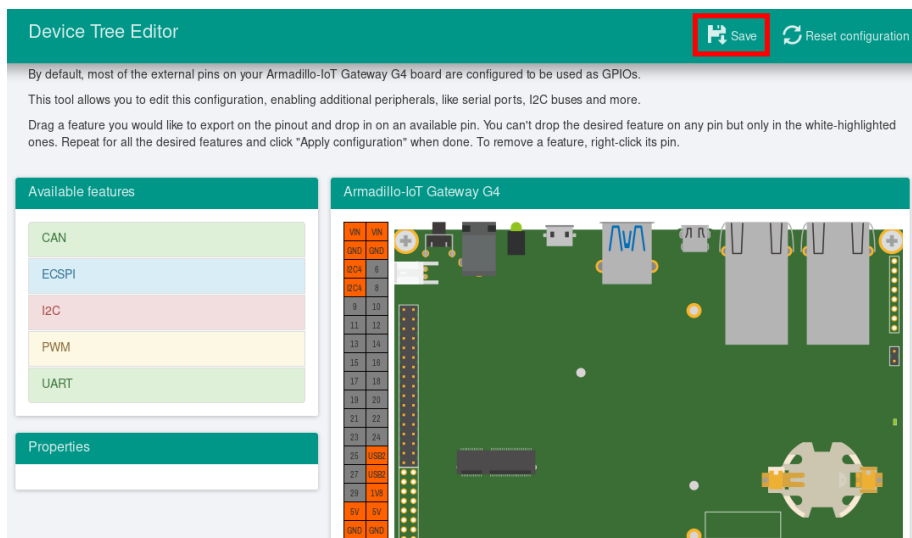 Device Tree Editor
Save
Reset configuration
By default, most of the external pins on your Armadillo-IoT Gateway G4 board are configured to be used as GPIOs.
This tool allows you to edit this configuration, enabling additional peripherals, like serial ports, I2C buses and more.
Drag a feature you would like to export on the pinout and drop in on an available pin. You can't drop the desired feature on any pin but only in the white-highlighted
ones. Repeat for all the desired features and click "Apply configuration" when done. To remove a feature, right-click its pin.
Available features
CAN
ECSPI
I2C
PWM
UART
Properties
Armadillo-IoT Gateway G4
VIN VIN
GND GND
I2C4 6
I2C4 8
9 10
11 12
13 14
15 16
17 18
19 20
21 22
23 24
25 USB2
27 USB2
29 1V8
5V 5V
GND GND